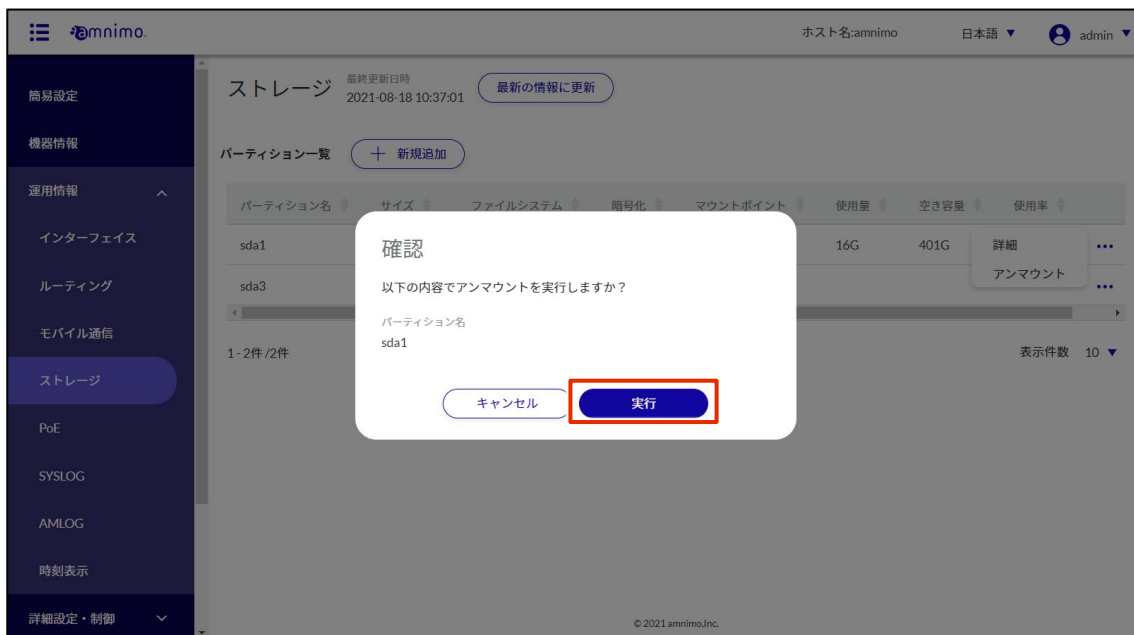 amnimo.
ホスト名:amnimo
日本語 ▼
admin ▼
簡易設定
機器情報
運用情報
インターフェイス
ルーティング
モバイル通信
ストレージ
PoE
SYSLOG
AMLOG
時刻表示
詳細設定・制御
ストレージ
最終更新日時
2021-08-18 10:37:01
最新の情報に更新
パーティション一覧
＋ 新規追加
パーティション名 サイズ ファイルシステム 暗号化 マウントポイント 使用量 空き容量 使用率
sda1 16G 401G
詳細
アンマウント
sda3
1 - 2件 /2件
表示件数 10 ▼
確認
以下の内容でアンマウントを実行しますか？
パーティション名
sda1
キャンセル
実行
© 2021 amnimo,Inc.